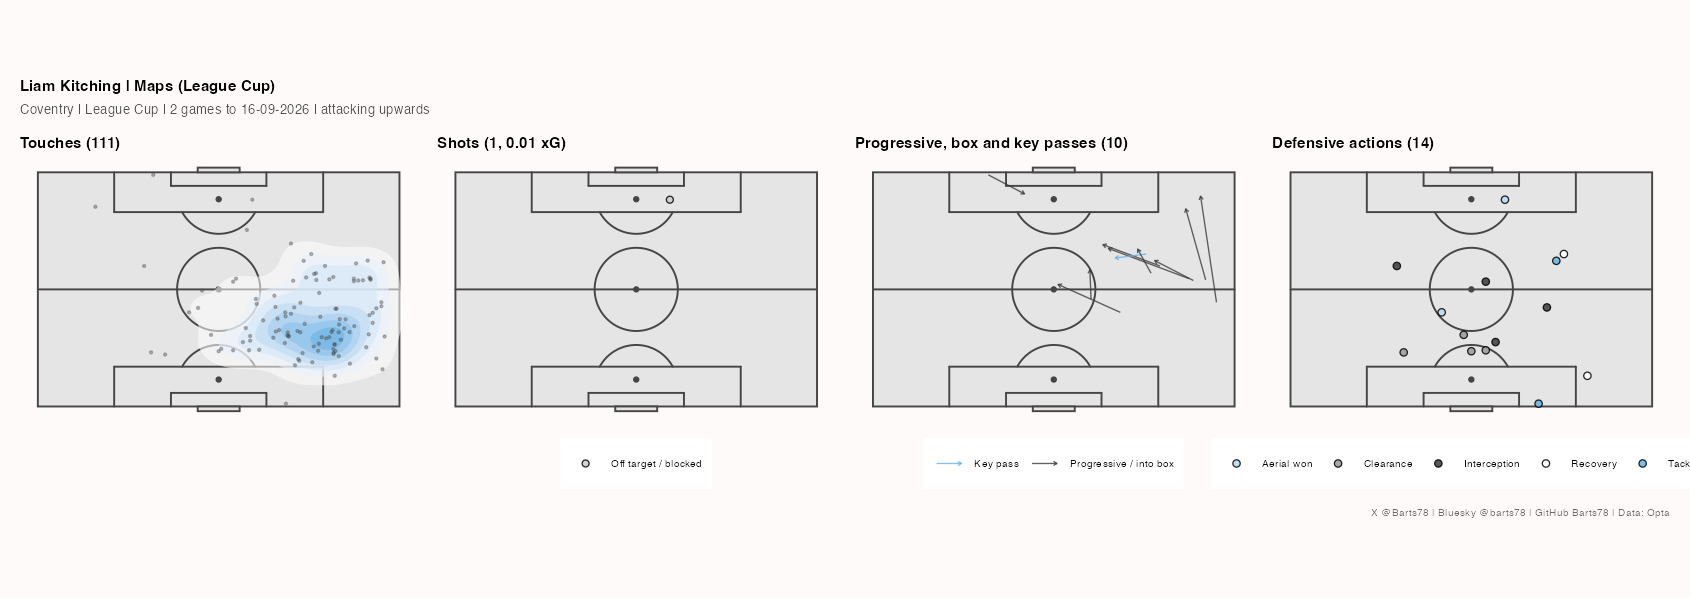 Liam Kitching | Maps (League Cup)
Coventry | League Cup | 2 games to 16-09-2026 | attacking upwards
Touches (111)
Shots (1, 0.01 xG)
Progressive, box and key passes (10)
Defensive actions (14)
Off target / blocked
Key pass
Progressive / into box
Aerial won
Clearance
Interception
Recovery
Tack
X @Barts78 | Bluesky @barts78 | GitHub Barts78 | Data: Opta